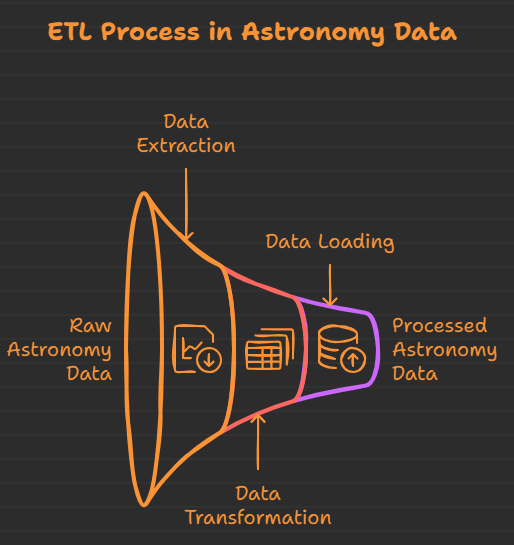 ETL Process in Astronomy Data
Data
Extraction
Data Loading
Raw
Astronomy
Data
Processed
Astronomy
Data
Data
Transformation